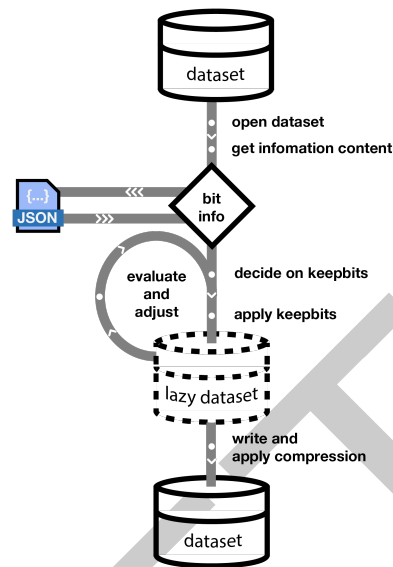 dataset
open dataset
get infomation content
{...}
JSON
<<<
>>>
bit
info
evaluate
and
adjust
decide on keepbits
apply keepbits
lazy dataset
write and
apply compression
dataset